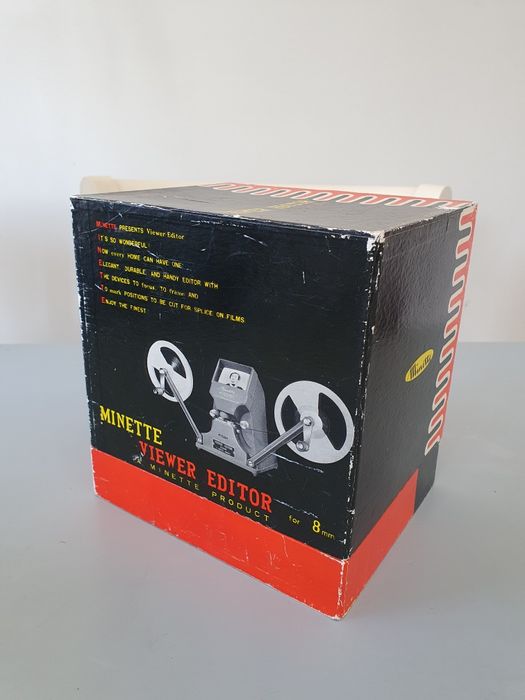 MINETTE PRESENTS Viewer Editor
IT'S SO WONDERFUL!
NOW every HOME CAN HAVE ONE
ELEGANT, DURABLE, AND HANDY EDITOR WITH
THE DEVICES TO focus, TO frame AND
TO mark POSITIONS TO BE CUT FOR SPLICE ON FILMS
ENJOY THE FINEST
MINETTE
VIEWER EDITOR
MINETTE PRODUCT
for 8mm
Minette